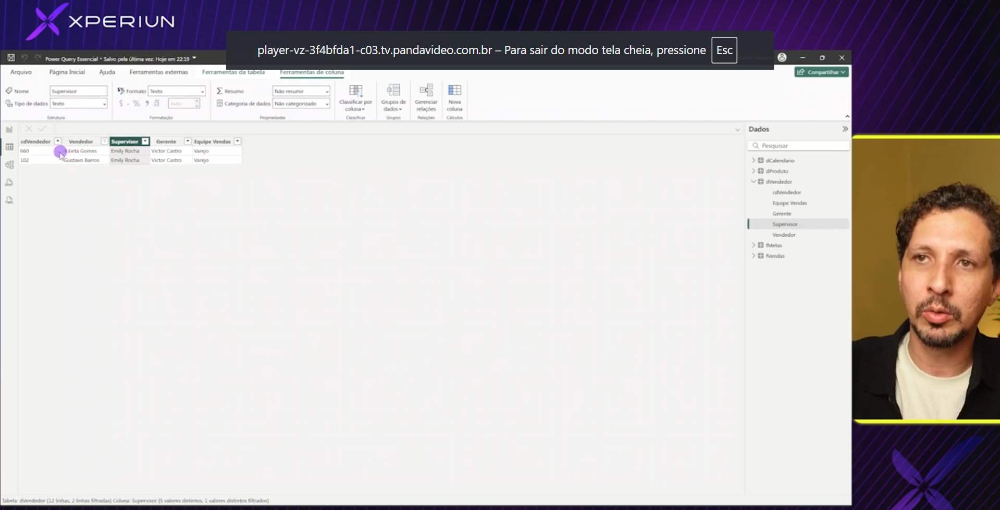 XPERIUN
player-vz-3f4bfda1-c03.tv.pandavideo.com.br – Para sair do modo tela cheia, pressione Esc
Power Query Essencial • Salvo pela última vez: Hoje em 22:19
Arquivo Página Inicial Ajuda Ferramentas externas Ferramentas da tabela Ferramentas de coluna Compartilhar
Nome Supervisor Formato Texto Resumo Não resumir
Tipo de dados Texto $ % Auto Categoria de dados Não categorizado
Classificar por coluna Grupos de dados Gerenciar relações Nova coluna
Estrutura Formatação Propriedades Classificar Grupos Relações Cálculos
cdVendedor Vendedor Supervisor Gerente Equipe Vendas
660 Julieta Gomes Emily Rocha Victor Castro Varejo
102 Gustavo Barros Emily Rocha Victor Castro Varejo
Dados
Pesquisar
dCalendario
dProduto
dVendedor
cdVendedor
Equipe Vendas
Gerente
Supervisor
Vendedor
fMetas
fVendas
Tabela: dVendedor (12 linhas, 2 linhas filtradas) Coluna: Supervisor (5 valores distintos, 1 valores distintos filtrados)